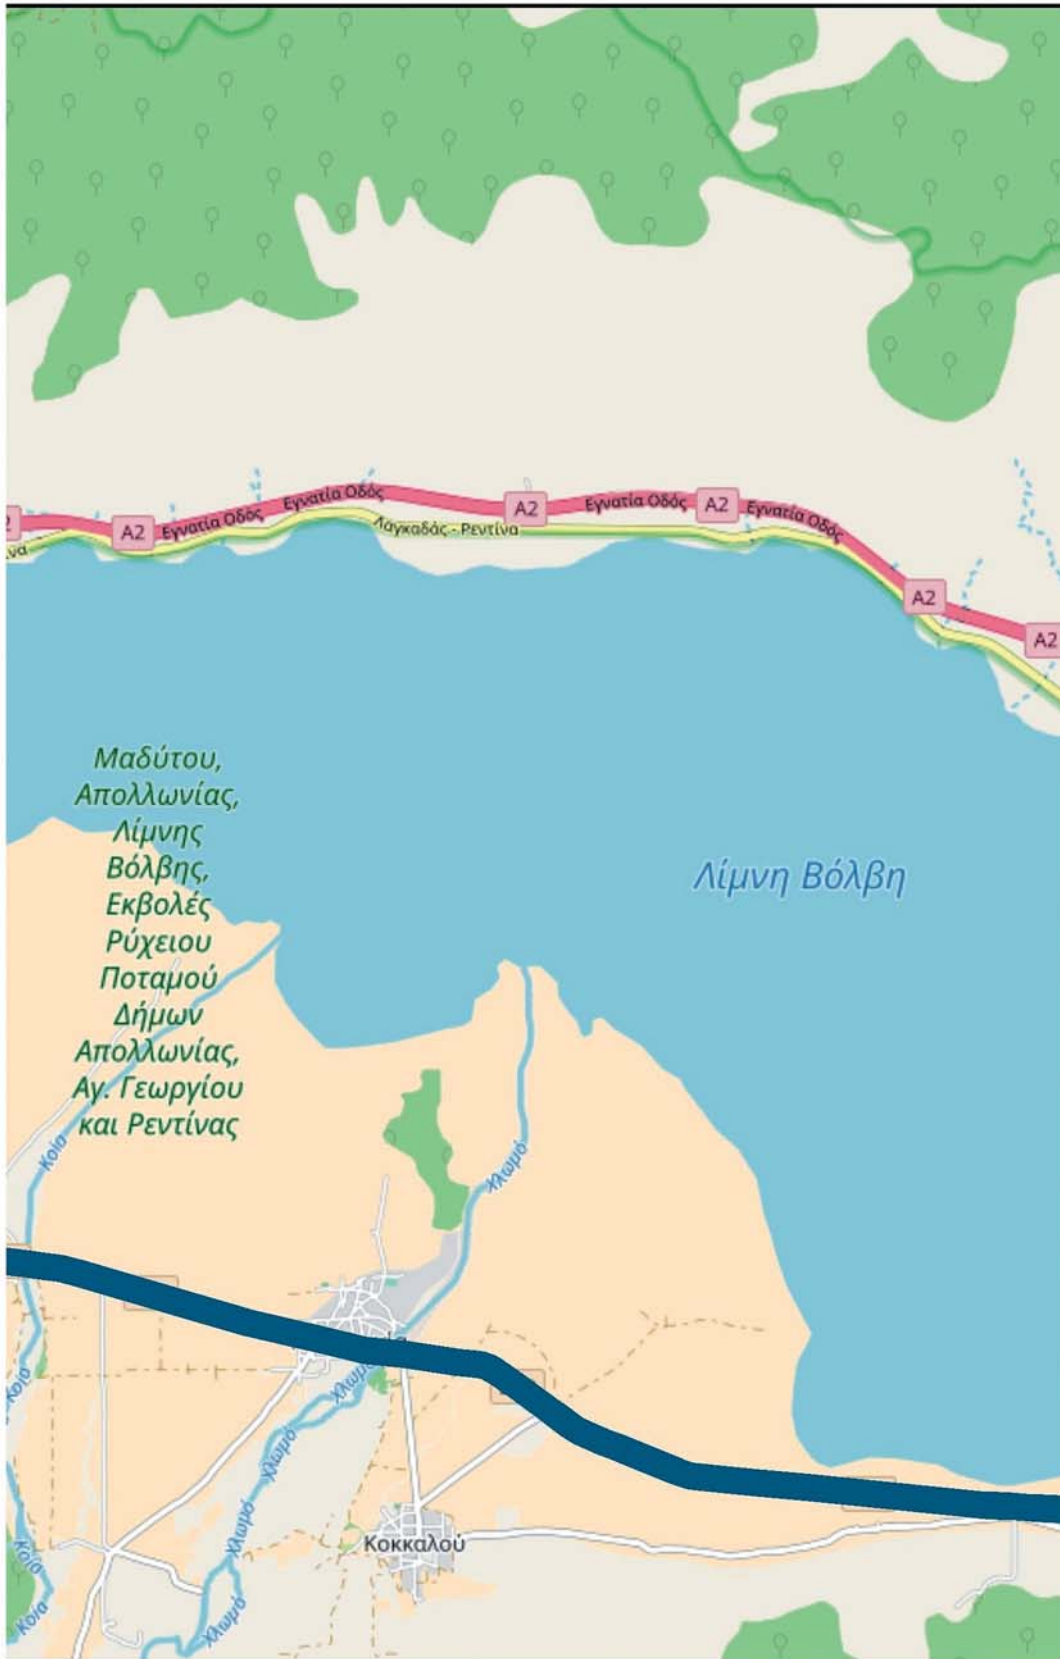 Εγνατία Οδός
Εγνατία Οδός
Εγνατία Οδός
Εγνατία Οδός
A2
A2
A2
Λαγκαδάς - Ρεντίνα
A2
A2
Μαδύτου,
Απολλωνίας,
Λίμνης
Βόλβης,
Εκβολές
Ρύχειου
Ποταμού
Δήμων
Απολλωνίας,
Αγ. Γεωργίου
και Ρεντίνας
Λίμνη Βόλβη
Κοία
Χλωμό
Χλωμό
Κοία
Χλωμό
Χλωμό
Κοκκαλού
Κοία
Κοία
Χλωμό